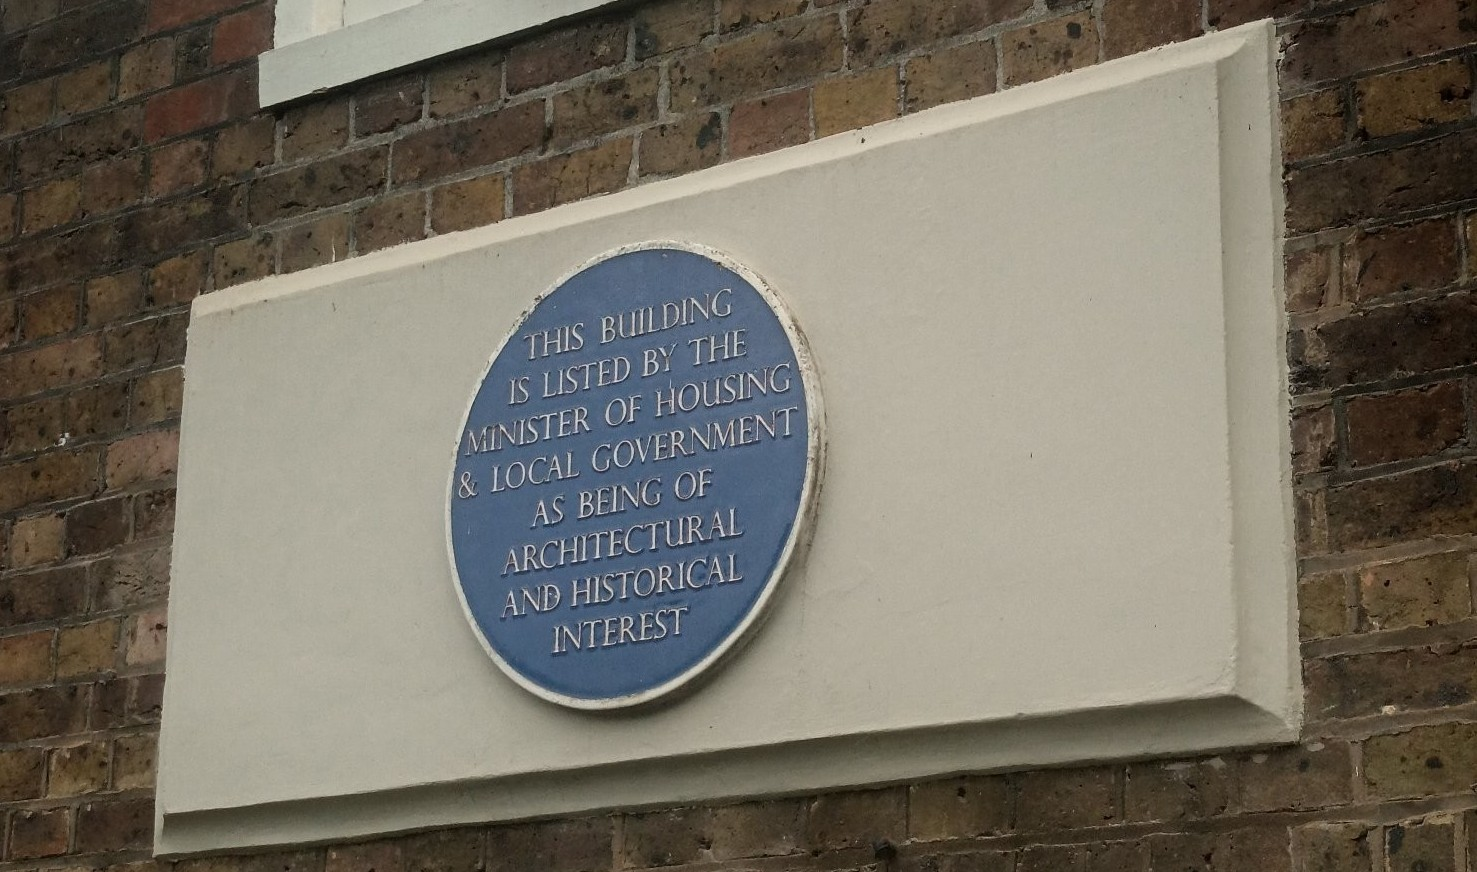 THIS BUILDING
IS LISTED BY THE
MINISTER OF HOUSING
& LOCAL GOVERNMENT
AS BEING OF
ARCHITECTURAL
AND HISTORICAL
INTEREST